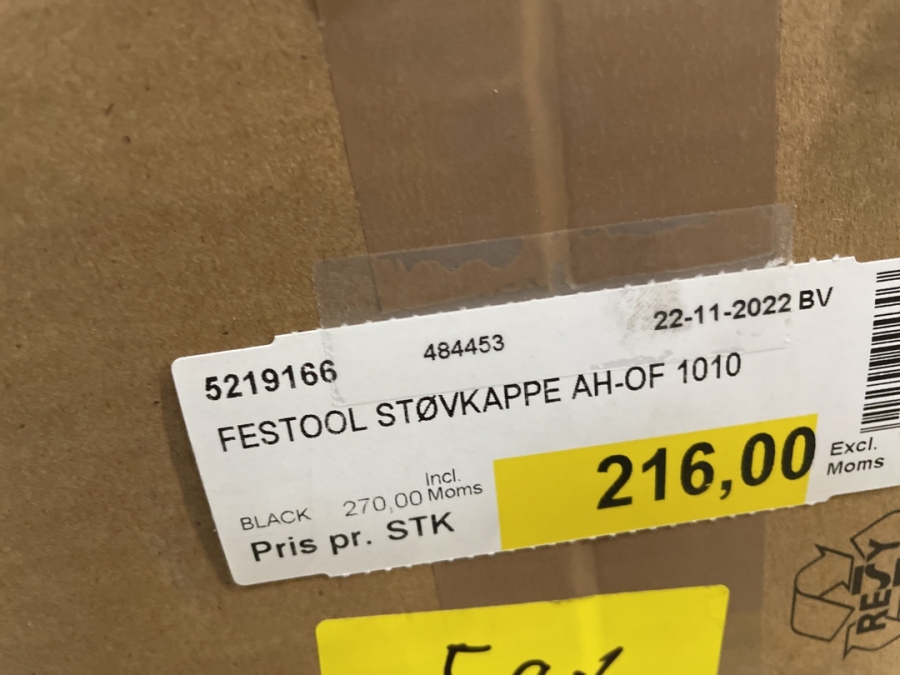 5219166 484453 22-11-2022 BV
FESTOOL STØVKAPPE AH-OF 1010
216,00 Excl. Moms
BLACK 270,00 Incl. Moms
Pris pr. STK
RESY